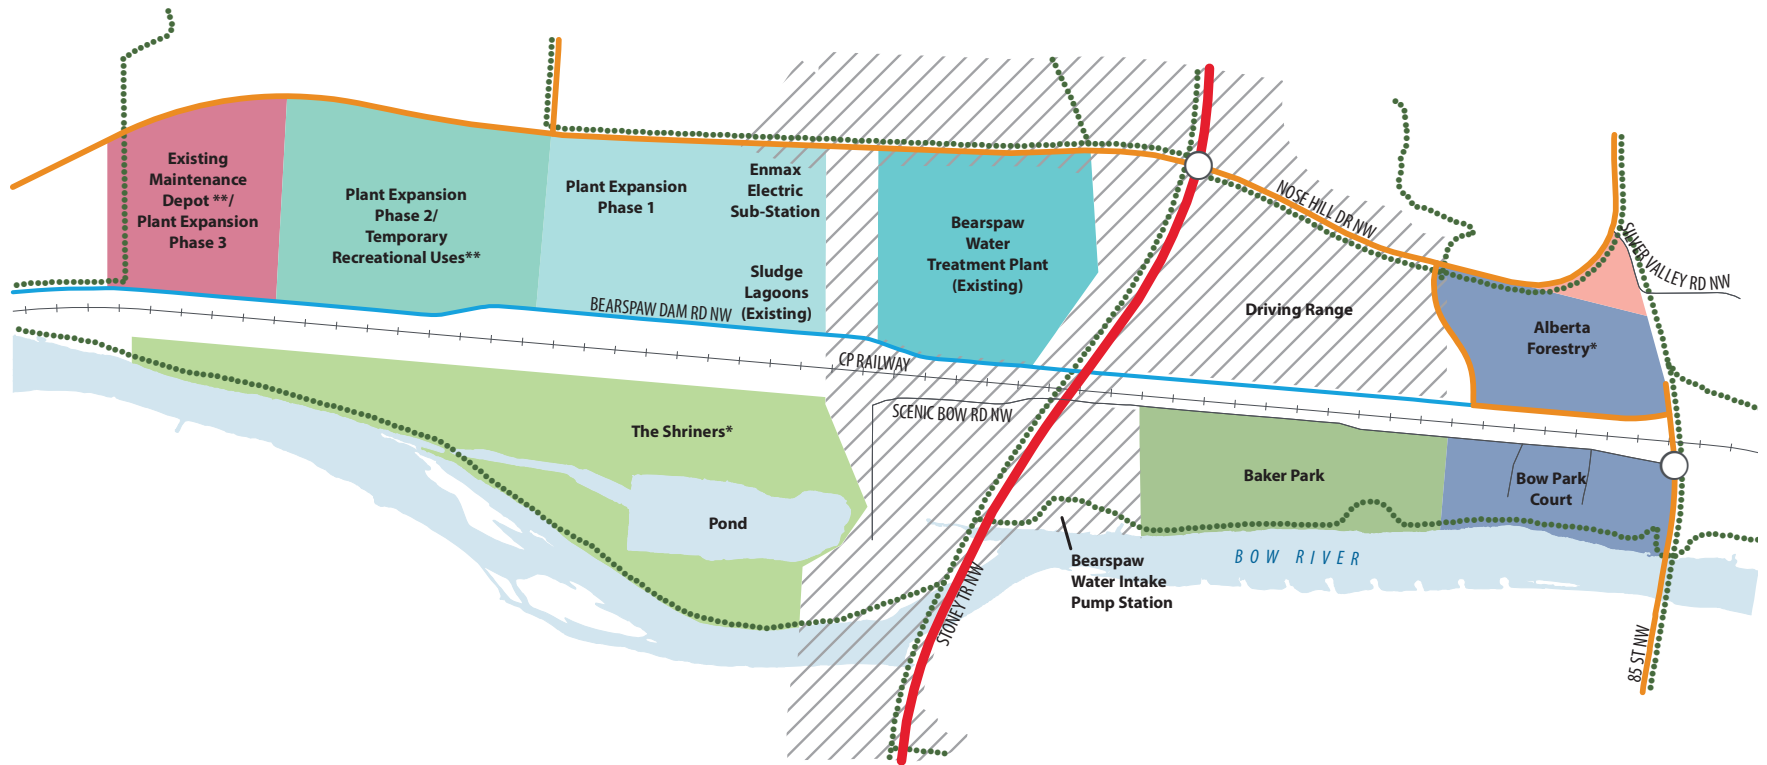 Existing
Maintenance
Depot **/
Plant Expansion
Phase 3
Plant Expansion
Phase 2/
Temporary
Recreational Uses**
Plant Expansion
Phase 1
Enmax
Electric
Sub-Station
Sludge
Lagoons
(Existing)
Bearspaw
Water
Treatment Plant
(Existing)
NOSE HILL DR NW
SILVER VALLEY RD NW
Driving Range
Alberta
Forestry*
BEARSPAW DAM RD NW
CP RAILWAY
SCENIC BOW RD NW
The Shriners*
Pond
Baker Park
Bow Park
Court
BOW RIVER
Bearspaw
Water Intake
Pump Station
STONEY TR NW
85 ST NW